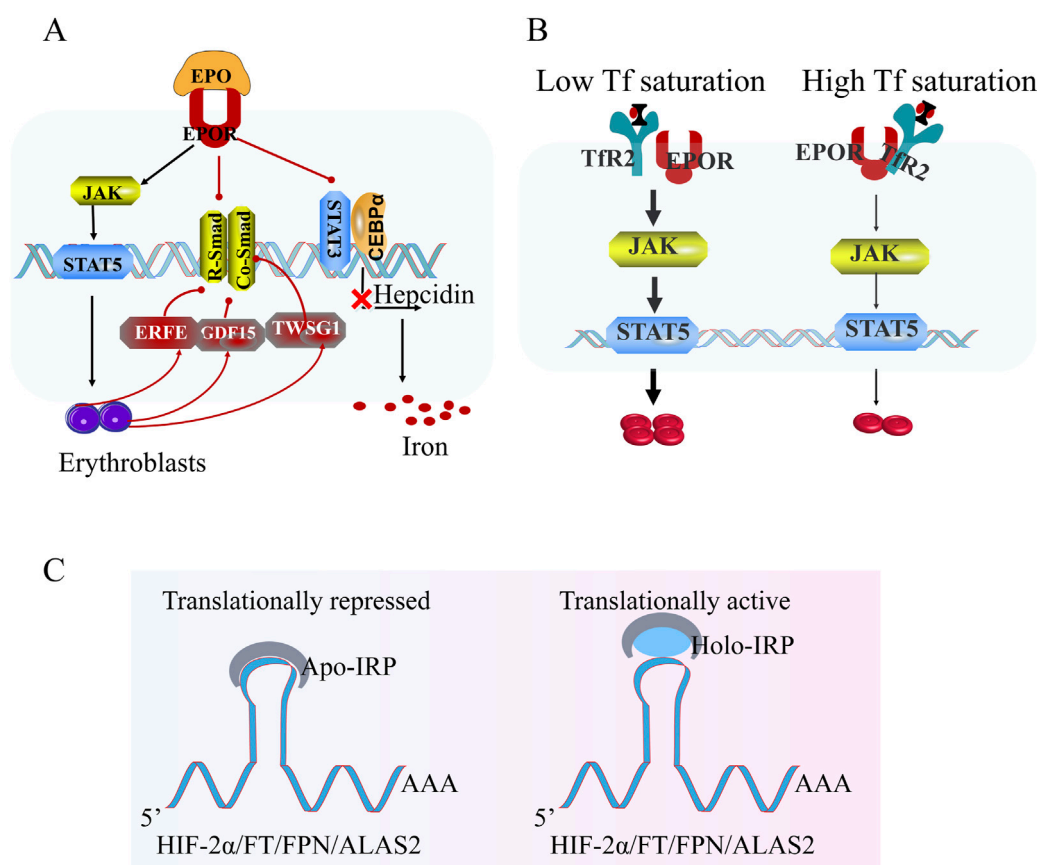 A
EPO
EPOR
JAK
STAT5
R-Smad
Co-Smad
STAT3
CEBPα
Hepcidin
ERFE
GDF15
TWSG1
Erythroblasts
Iron
B
Low Tf saturation
High Tf saturation
TfR2
EPOR
EPOR
TfR2
JAK
JAK
STAT5
STAT5
C
Translationally repressed
Translationally active
Apo-IRP
Holo-IRP
AAA
AAA
5’
5’
HIF-2α/FT/FPN/ALAS2
HIF-2α/FT/FPN/ALAS2